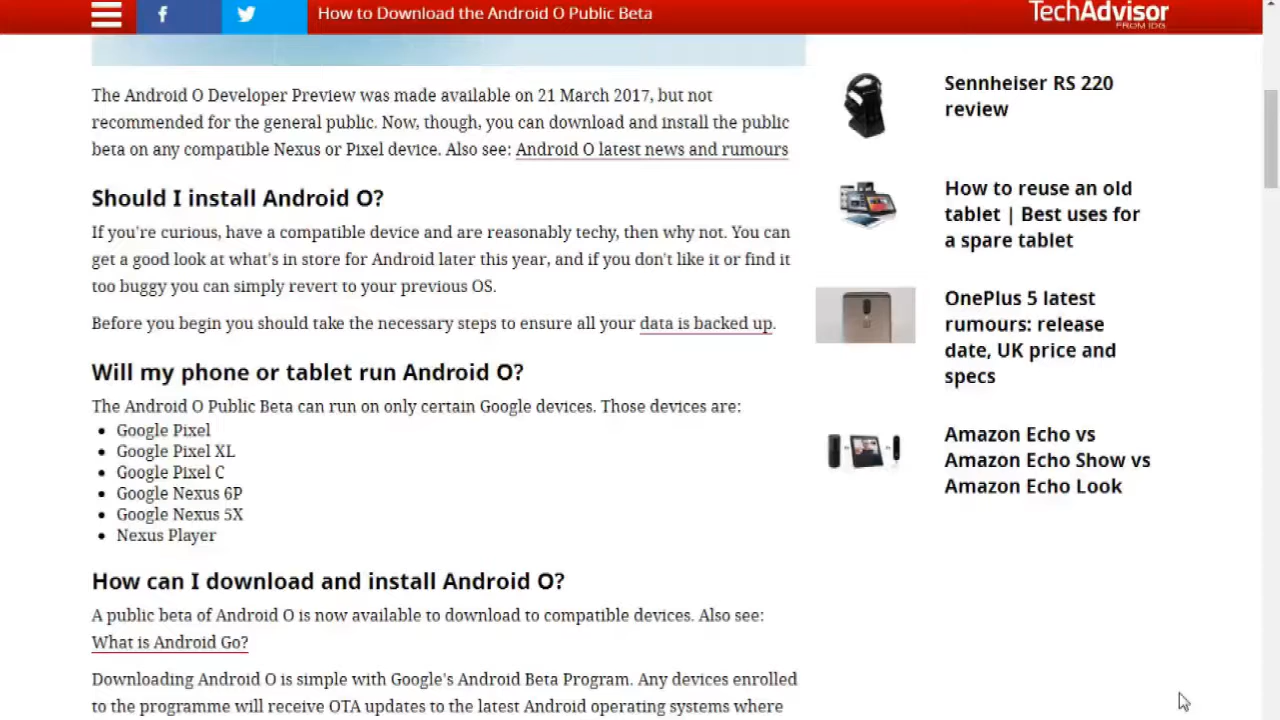 How to Download the Android O Public Beta
TechAdvisor
FROM IDG
The Android O Developer Preview was made available on 21 March 2017, but not
recommended for the general public. Now, though, you can download and install the public
beta on any compatible Nexus or Pixel device. Also see: Android O latest news and rumours
Should I install Android O?
If you're curious, have a compatible device and are reasonably techy, then why not. You can
get a good look at what's in store for Android later this year, and if you don't like it or find it
too buggy you can simply revert to your previous OS.
Before you begin you should take the necessary steps to ensure all your data is backed up.
Will my phone or tablet run Android O?
The Android O Public Beta can run on only certain Google devices. Those devices are:
Google Pixel
Google Pixel XL
Google Pixel C
Google Nexus 6P
Google Nexus 5X
Nexus Player
How can I download and install Android O?
A public beta of Android O is now available to download to compatible devices. Also see:
What is Android Go?
Downloading Android O is simple with Google's Android Beta Program. Any devices enrolled
to the programme will receive OTA updates to the latest Android operating systems where
Sennheiser RS 220
review
How to reuse an old
tablet | Best uses for
a spare tablet
OnePlus 5 latest
rumours: release
date, UK price and
specs
Amazon Echo vs
Amazon Echo Show vs
Amazon Echo Look